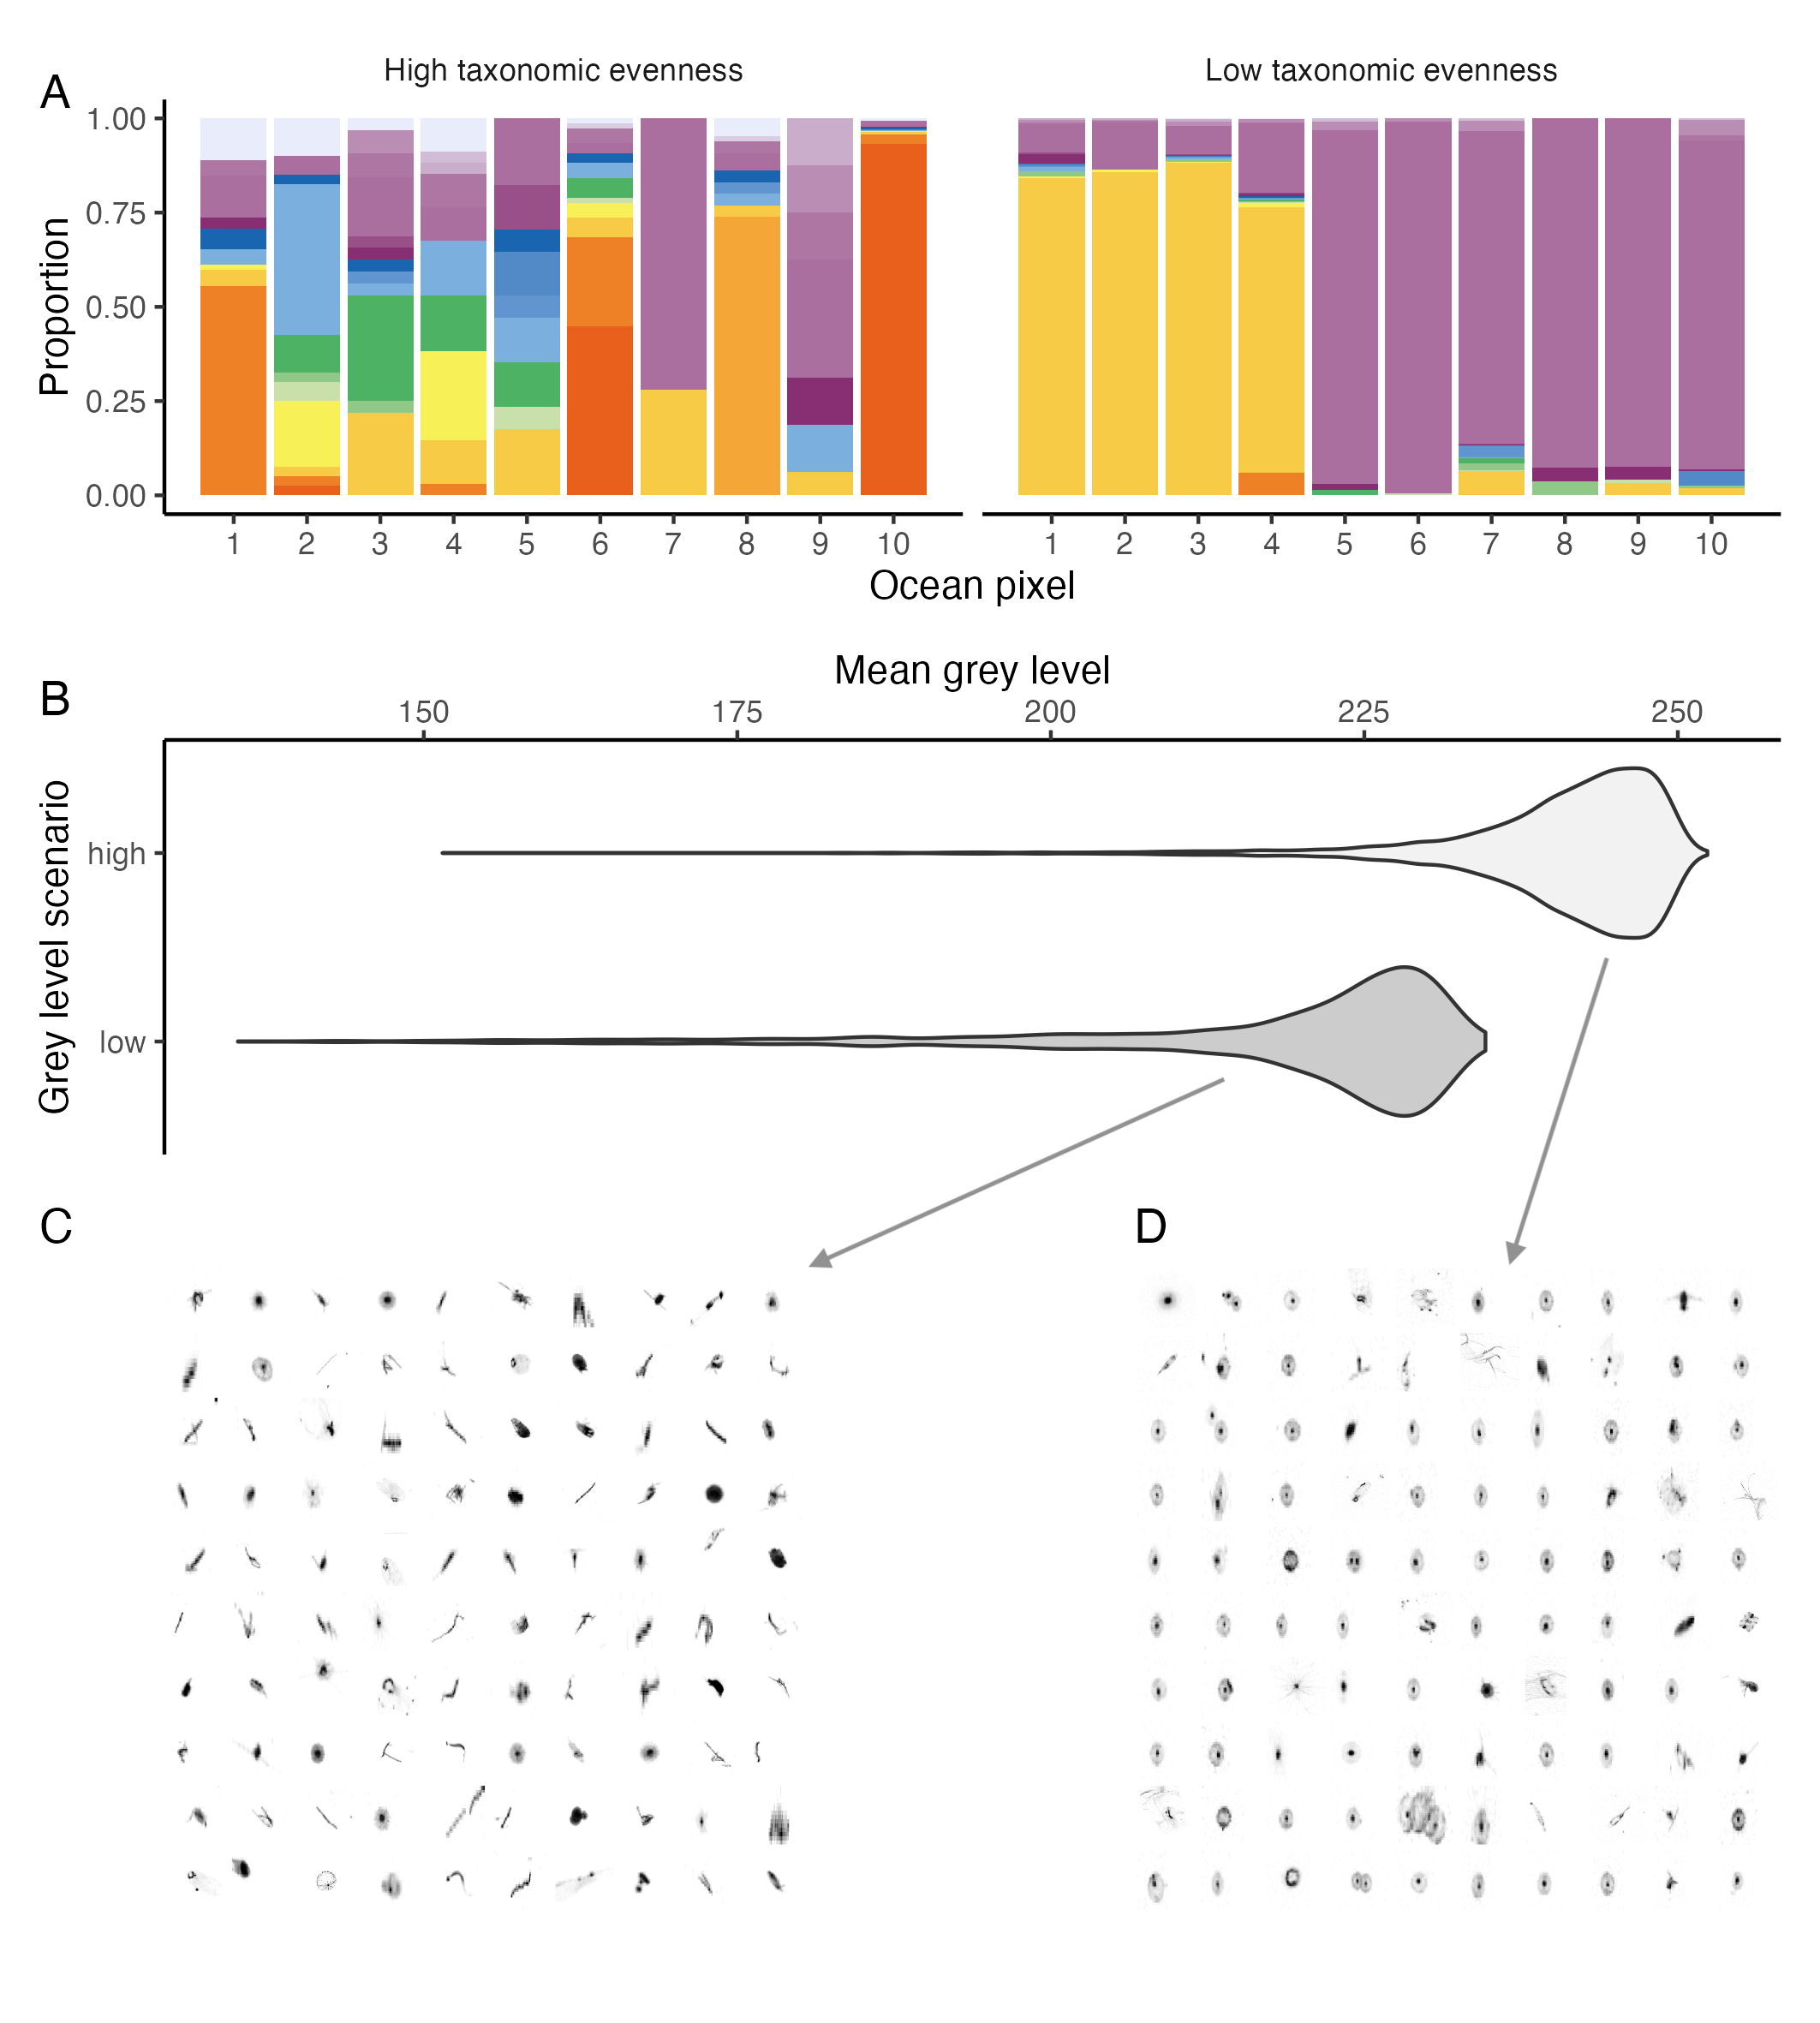 A
High taxonomic evenness
Low taxonomic evenness
Proportion
1.00
0.75
0.50
0.25
0.00
1 2 3 4 5 6 7 8 9 10
1 2 3 4 5 6 7 8 9 10
Ocean pixel
B
Mean grey level
150 175 200 225 250
Grey level scenario
high
low
C
D